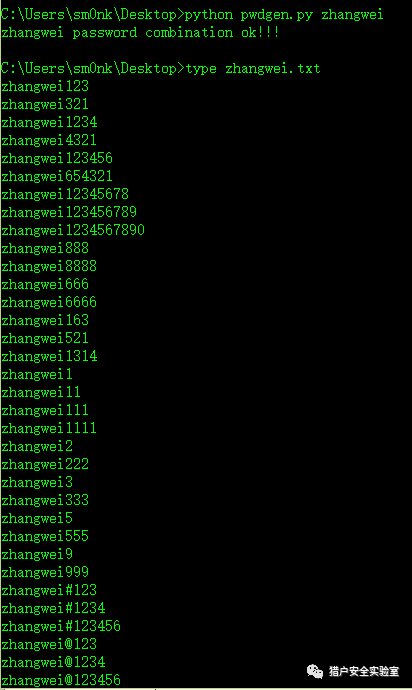 C:\Users\sm0nk\Desktop>python pwdgen.py zhangwei
zhangwei password combination ok!!!
C:\Users\sm0nk\Desktop>type zhangwei.txt
zhangwei123
zhangwei321
zhangwei1234
zhangwei4321
zhangwei123456
zhangwei654321
zhangwei12345678
zhangwei123456789
zhangwei1234567890
zhangwei888
zhangwei8888
zhangwei666
zhangwei6666
zhangwei163
zhangwei521
zhangwei1314
zhangwei1
zhangwei11
zhangwei111
zhangwei1111
zhangwei2
zhangwei222
zhangwei3
zhangwei333
zhangwei5
zhangwei555
zhangwei9
zhangwei999
zhangwei#123
zhangwei#1234
zhangwei#123456
zhangwei@123
zhangwei@1234
zhangwei@123456
猎户安全实验室